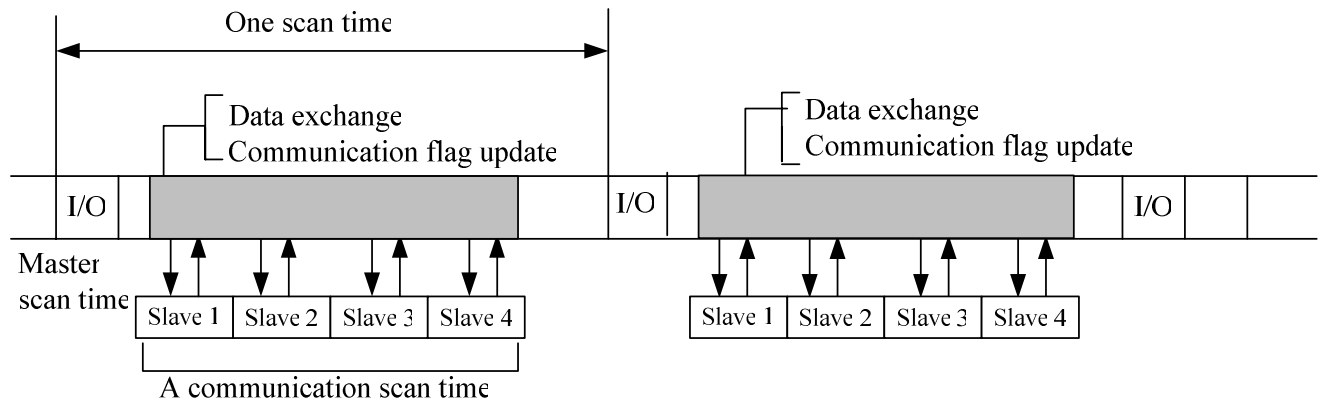 One scan time
Data exchange
Communication flag update
Data exchange
Communication flag update
I/O
I/O
I/O
Master
scan time
Slave 1
Slave 2
Slave 3
Slave 4
Slave 1
Slave 2
Slave 3
Slave 4
A communication scan time